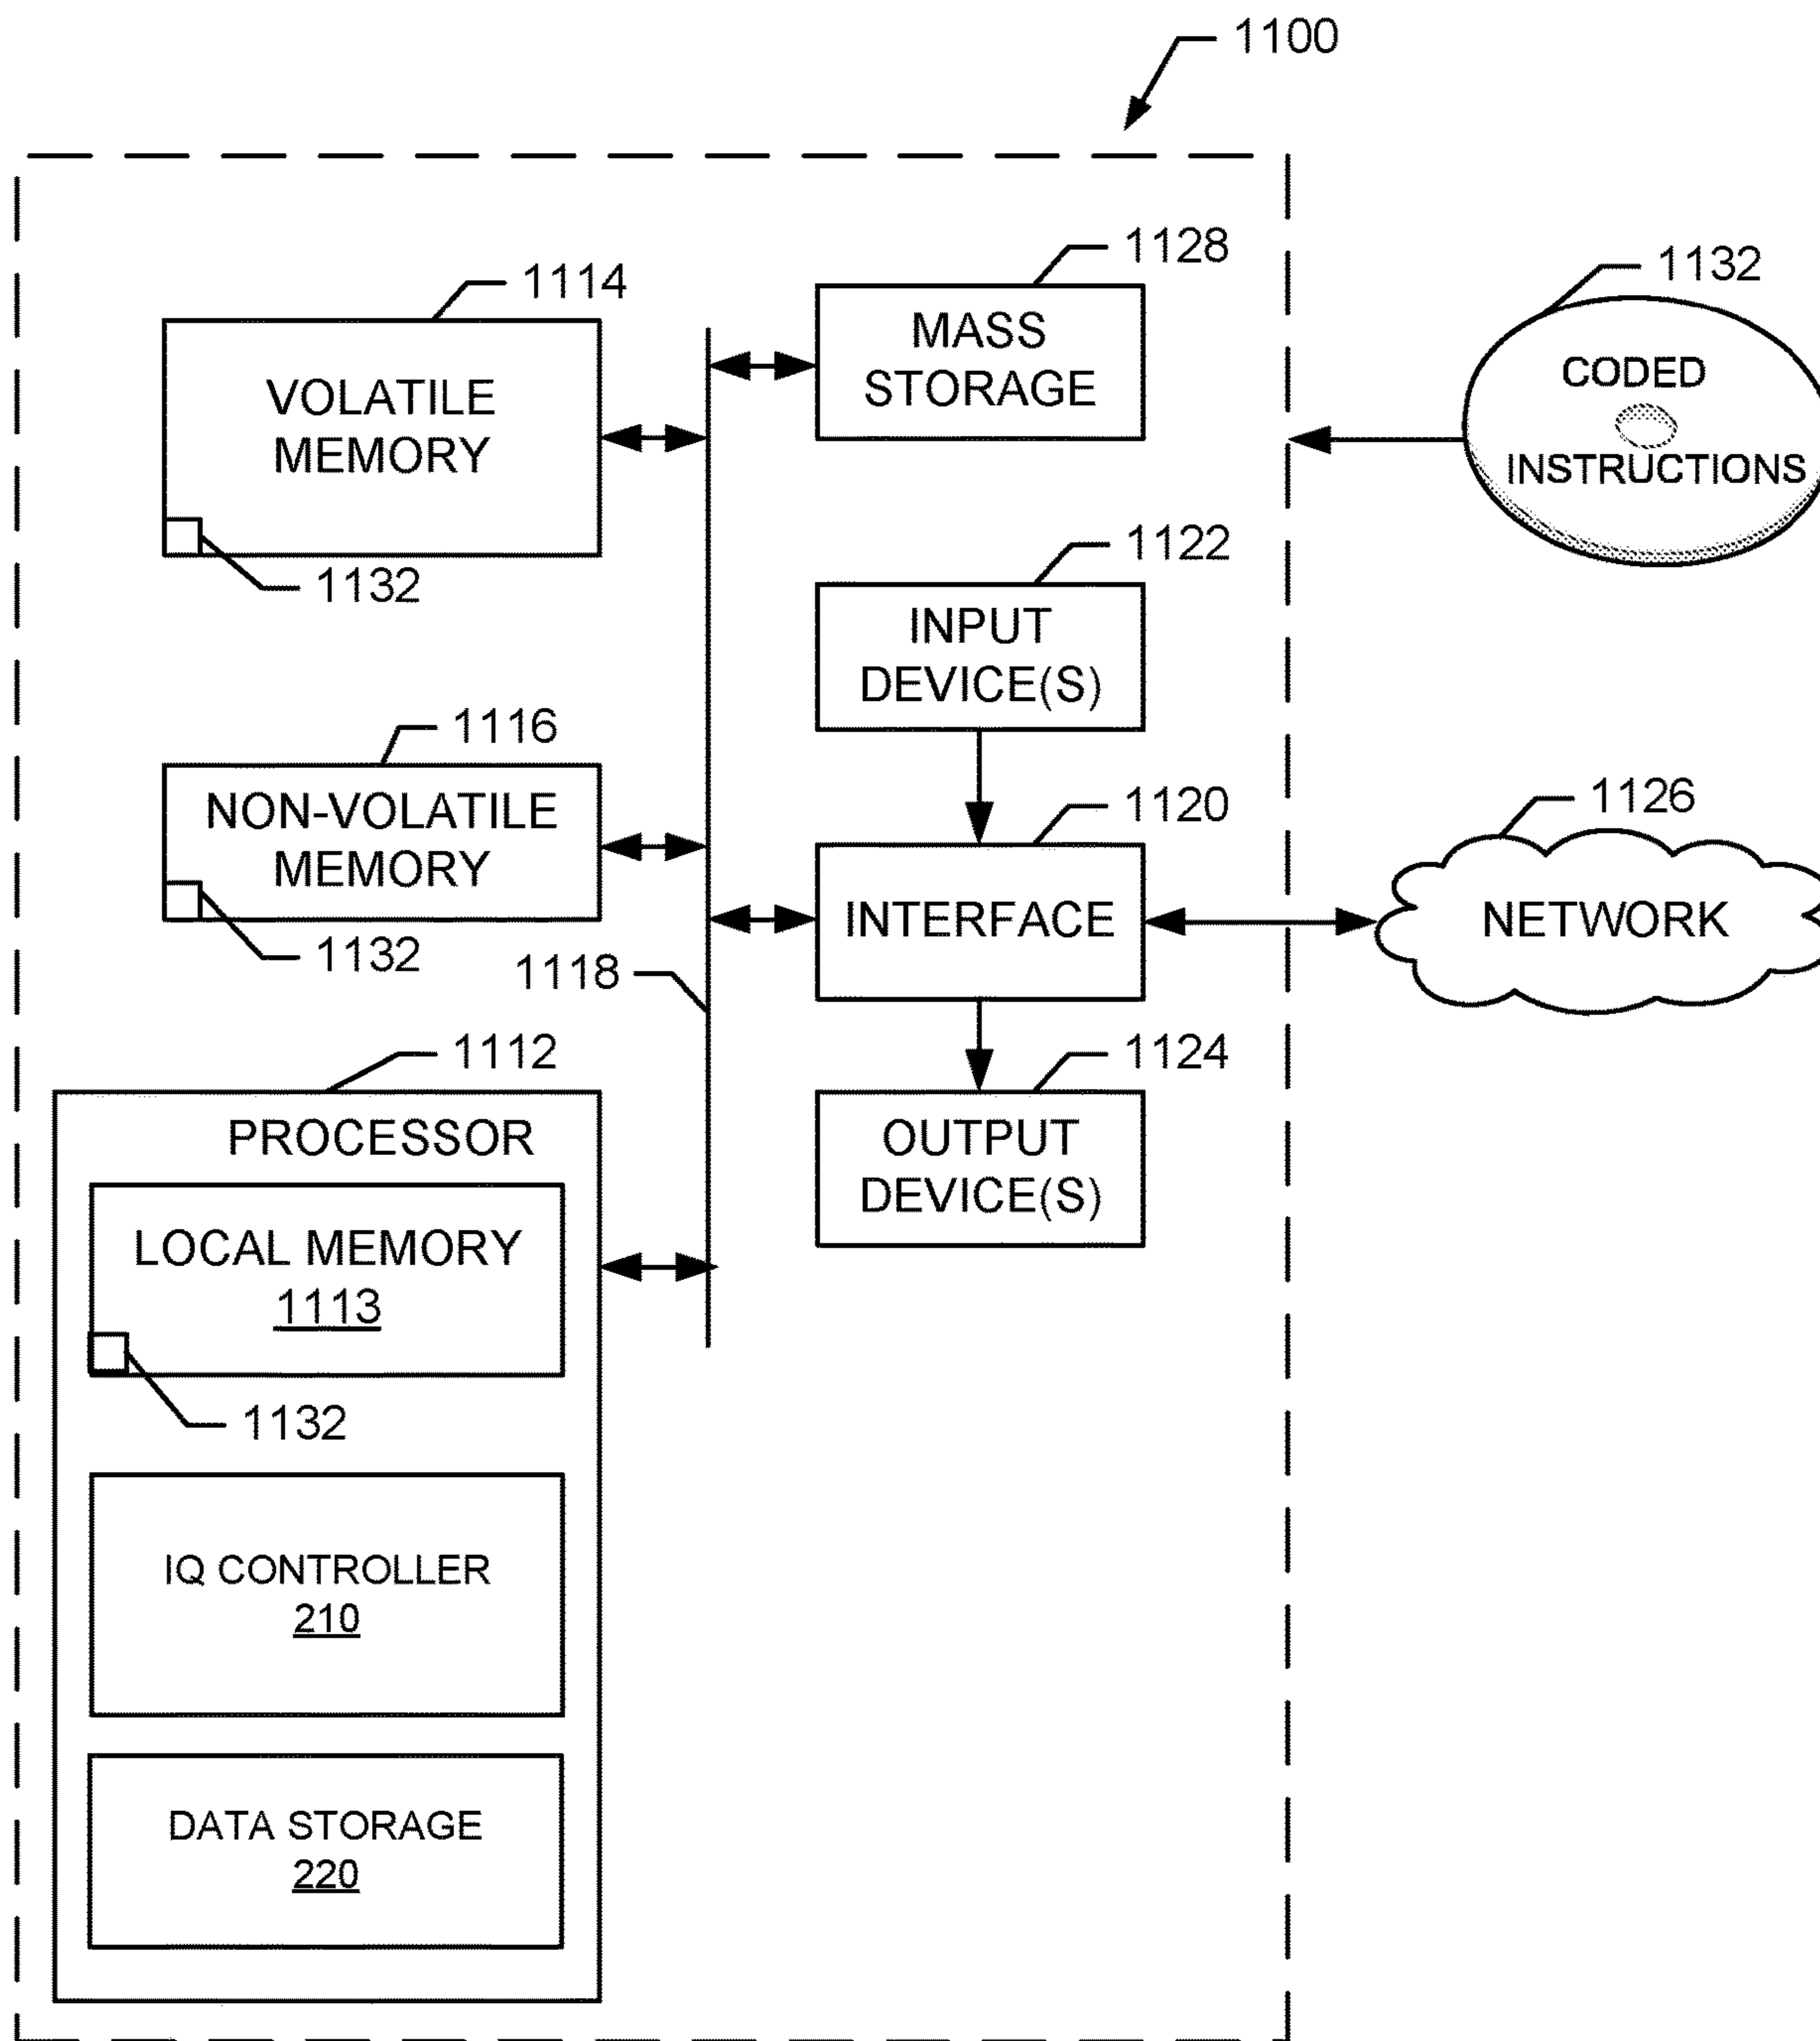 1100
1128
MASS
STORAGE
1114
VOLATILE
MEMORY
1132
1132
CODED
INSTRUCTIONS
1122
INPUT
DEVICE(S)
1116
NON-VOLATILE
MEMORY
1132
1118
1120
INTERFACE
1126
NETWORK
1124
OUTPUT
DEVICE(S)
1112
PROCESSOR
LOCAL MEMORY
1113
1132
IQ CONTROLLER
210
DATA STORAGE
220